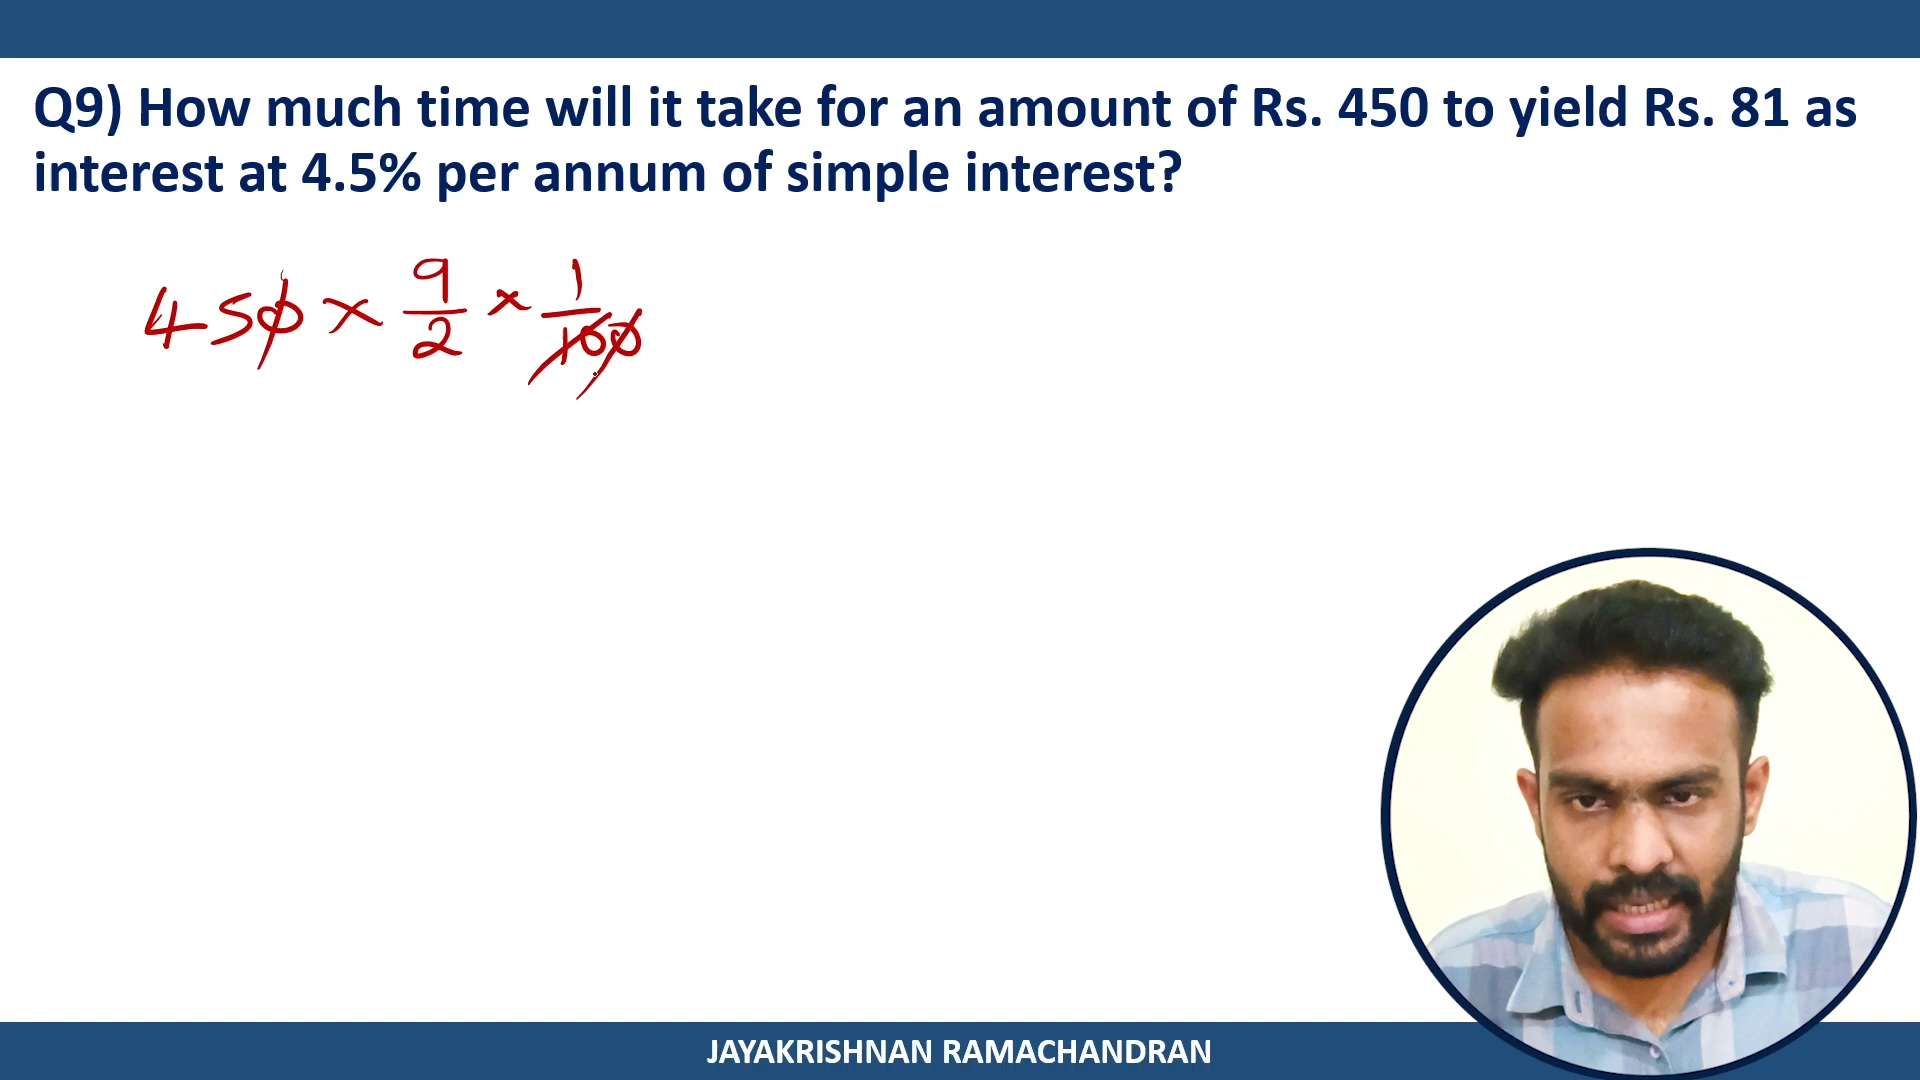 Q9) How much time will it take for an amount of Rs. 450 to yield Rs. 81 as
interest at 4.5% per annum of simple interest?
450 × 9/2 × 1/100
JAYAKRISHNAN RAMACHANDRAN